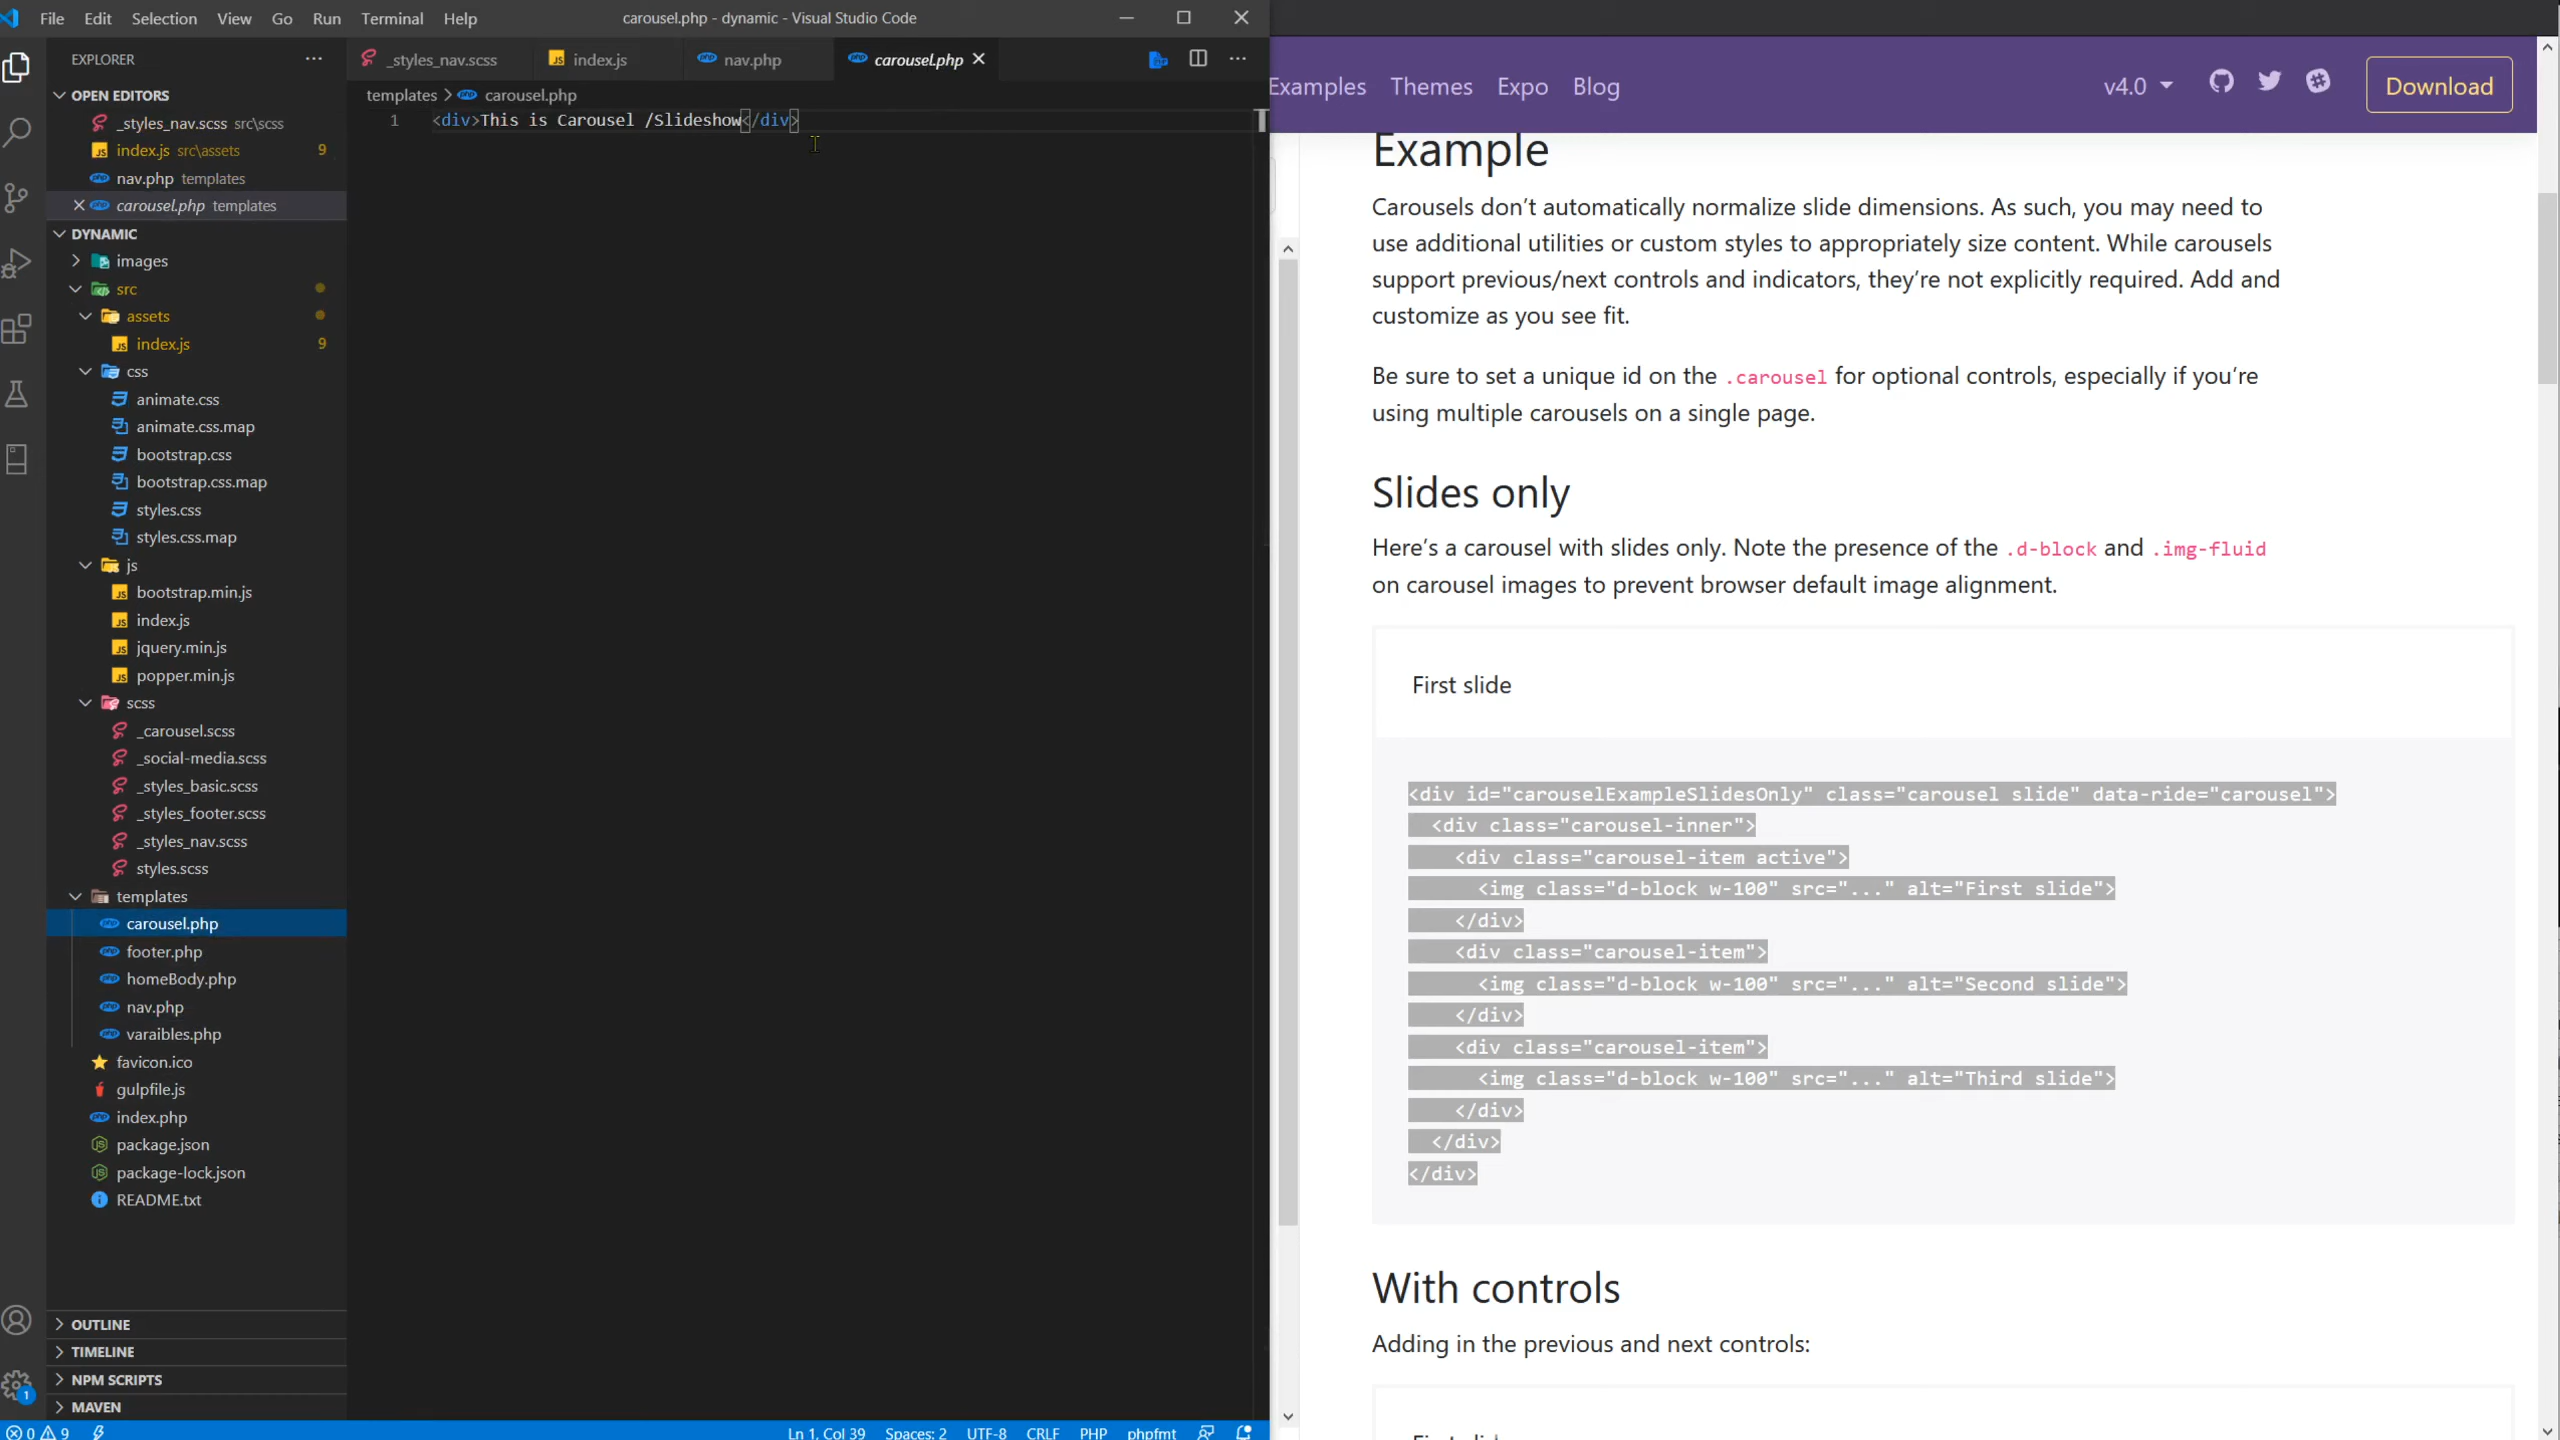 File Edit Selection View Go Run Terminal Help
carousel.php - dynamic - Visual Studio Code
EXPLORER
OPEN EDITORS
_styles_nav.scss src\scss
index.js src\assets 9
nav.php templates
carousel.php templates
DYNAMIC
images
src
assets
index.js 9
css
animate.css
animate.css.map
bootstrap.css
bootstrap.css.map
styles.css
styles.css.map
js
bootstrap.min.js
index.js
jquery.min.js
popper.min.js
scss
_carousel.scss
_social-media.scss
_styles_basic.scss
_styles_footer.scss
_styles_nav.scss
styles.scss
templates
carousel.php
footer.php
homeBody.php
nav.php
varaibles.php
favicon.ico
gulpfile.js
index.php
package.json
package-lock.json
README.txt
OUTLINE
TIMELINE
NPM SCRIPTS
MAVEN
1
_styles_nav.scss index.js nav.php carousel.php
templates > carousel.php
1 <div>This is Carousel /Slideshow</div>
0 9 Ln 1, Col 39 Spaces: 2 UTF-8 CRLF PHP phpfmt
Examples Themes Expo Blog v4.0 Download
Example
Carousels don’t automatically normalize slide dimensions. As such, you may need to
use additional utilities or custom styles to appropriately size content. While carousels
support previous/next controls and indicators, they’re not explicitly required. Add and
customize as you see fit.
Be sure to set a unique id on the .carousel for optional controls, especially if you’re
using multiple carousels on a single page.
Slides only
Here’s a carousel with slides only. Note the presence of the .d-block and .img-fluid
on carousel images to prevent browser default image alignment.
First slide
<div id="carouselExampleSlidesOnly" class="carousel slide" data-ride="carousel">
<div class="carousel-inner">
<div class="carousel-item active">
<img class="d-block w-100" src="..." alt="First slide">
</div>
<div class="carousel-item">
<img class="d-block w-100" src="..." alt="Second slide">
</div>
<div class="carousel-item">
<img class="d-block w-100" src="..." alt="Third slide">
</div>
</div>
</div>
With controls
Adding in the previous and next controls: